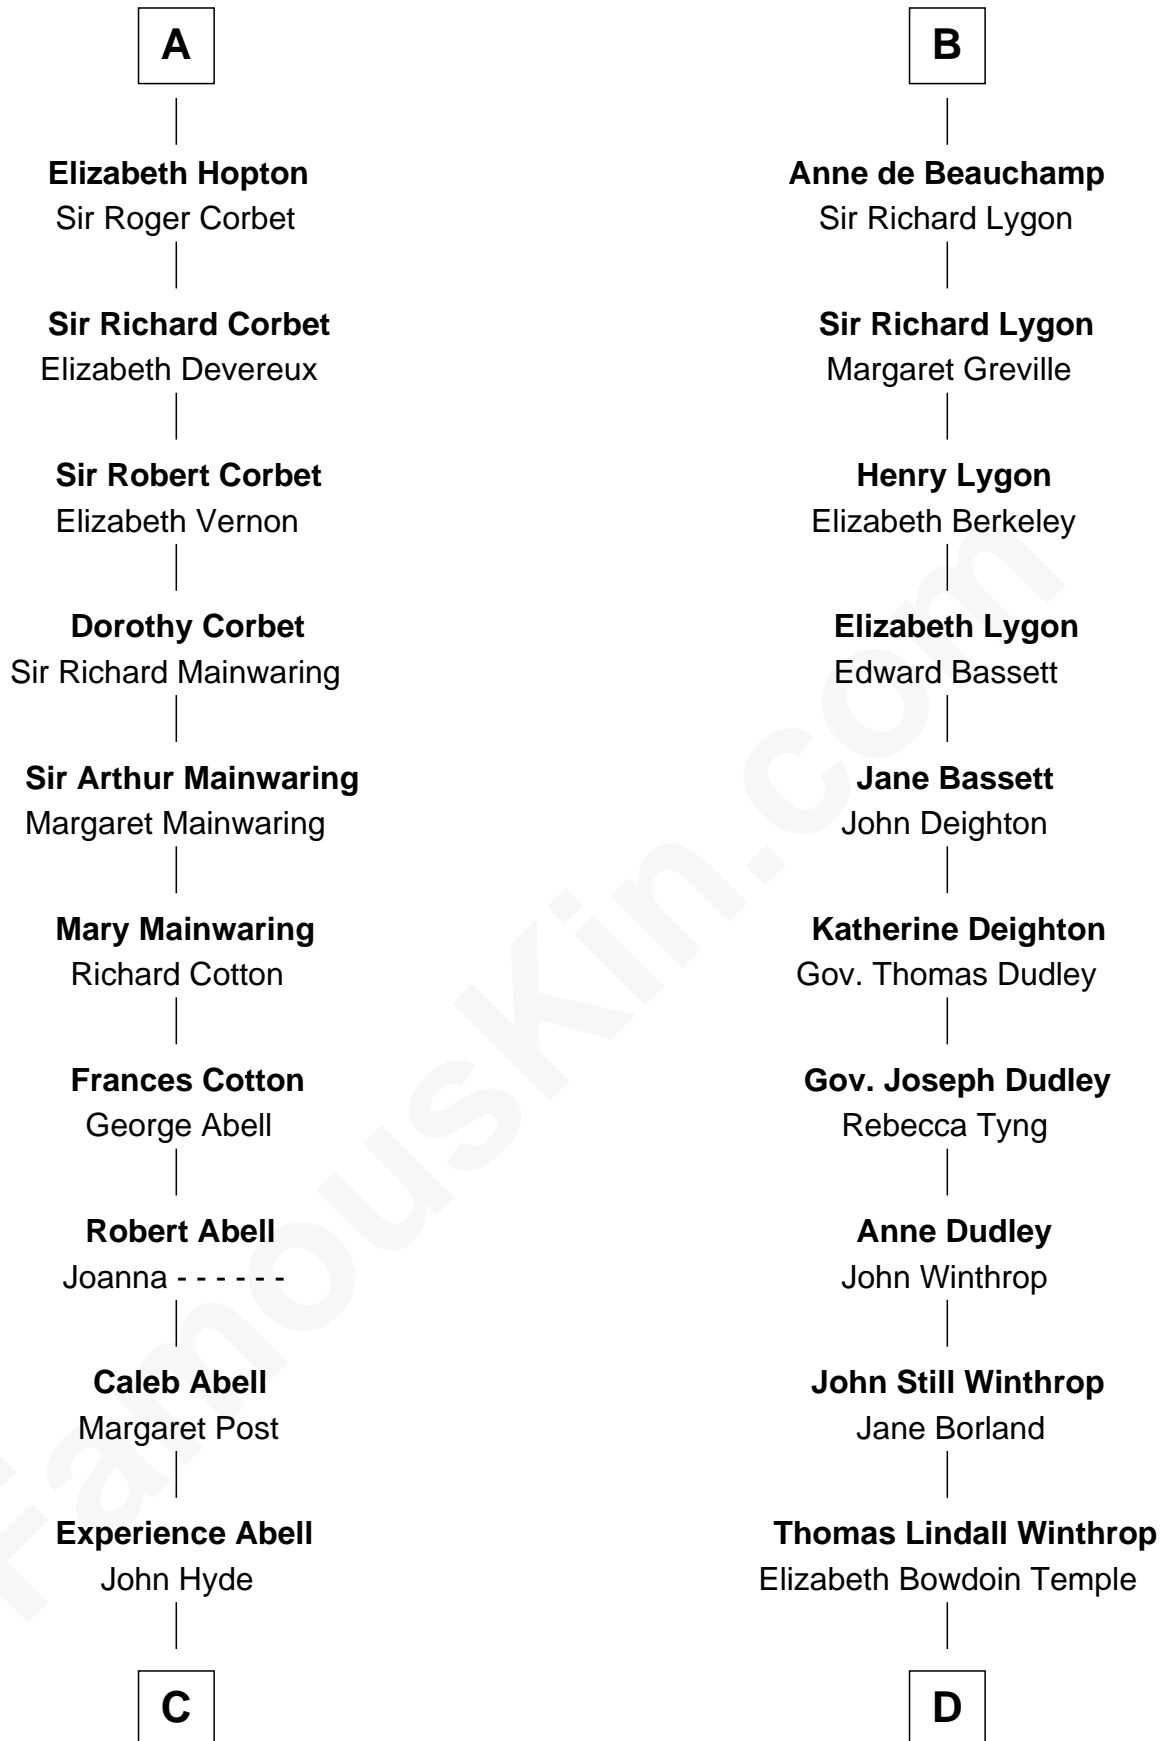 A
Elizabeth Hopton
Sir Roger Corbet
Sir Richard Corbet
Elizabeth Devereux
Sir Robert Corbet
Elizabeth Vernon
Dorothy Corbet
Sir Richard Mainwaring
Sir Arthur Mainwaring
Margaret Mainwaring
Mary Mainwaring
Richard Cotton
Frances Cotton
George Abell
Robert Abell
Joanna - - - - - -
Caleb Abell
Margaret Post
Experience Abell
John Hyde
C
B
Anne de Beauchamp
Sir Richard Lygon
Sir Richard Lygon
Margaret Greville
Henry Lygon
Elizabeth Berkeley
Elizabeth Lygon
Edward Bassett
Jane Bassett
John Deighton
Katherine Deighton
Gov. Thomas Dudley
Gov. Joseph Dudley
Rebecca Tyng
Anne Dudley
John Winthrop
John Still Winthrop
Jane Borland
Thomas Lindall Winthrop
Elizabeth Bowdoin Temple
D
FamousKin.com